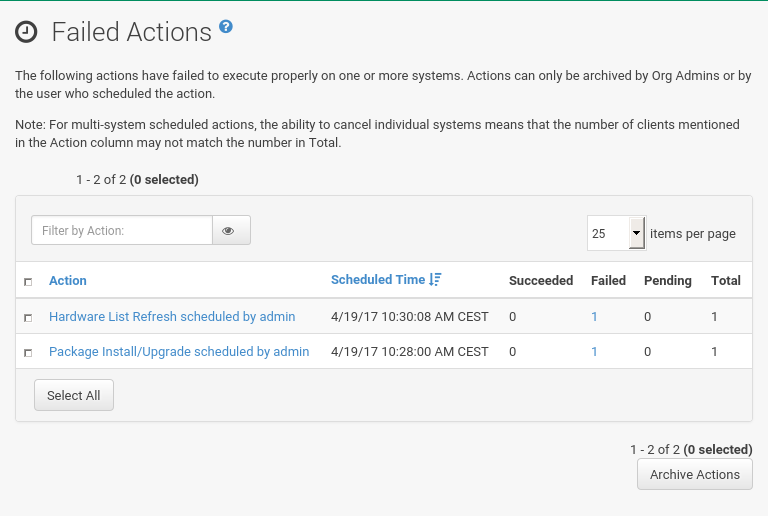 Failed Actions ?
The following actions have failed to execute properly on one or more systems. Actions can only be archived by Org Admins or by
the user who scheduled the action.
Note: For multi-system scheduled actions, the ability to cancel individual systems means that the number of clients mentioned
in the Action column may not match the number in Total.
1 - 2 of 2 (0 selected)
Filter by Action: 25 items per page
Action Scheduled Time Succeeded Failed Pending Total
Hardware List Refresh scheduled by admin 4/19/17 10:30:08 AM CEST 0 1 0 1
Package Install/Upgrade scheduled by admin 4/19/17 10:28:00 AM CEST 0 1 0 1
Select All
1 - 2 of 2 (0 selected)
Archive Actions